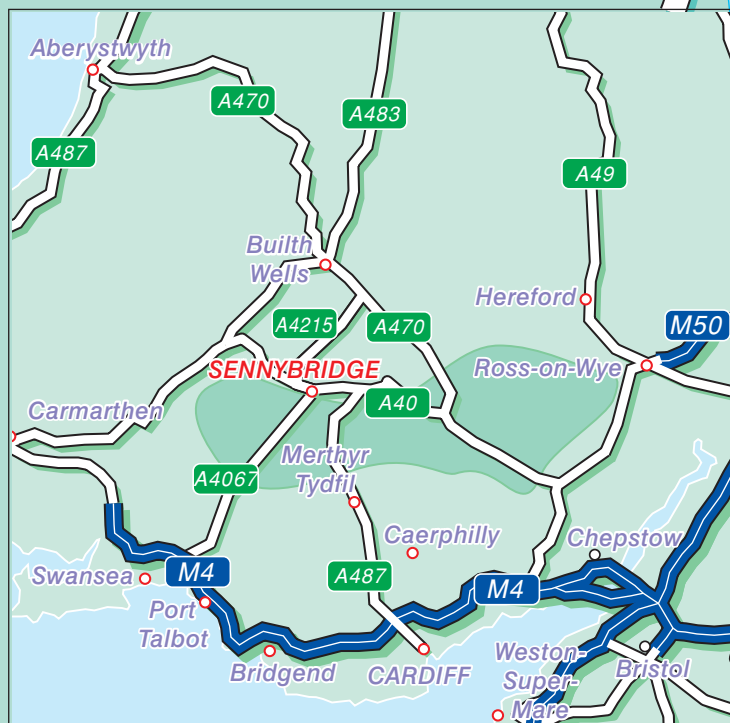 Aberystwyth
A470
A483
A487
A49
Builth
Wells
Hereford
A4215
A470
M50
SENNYBRIDGE
Ross-on-Wye
A40
Carmarthen
Merthyr
Tydfil
A4067
Caerphilly
Chepstow
Swansea
M4
A487
M4
Port
Talbot
Bridgend
CARDIFF
Weston-
Super-
Mare
Bristol